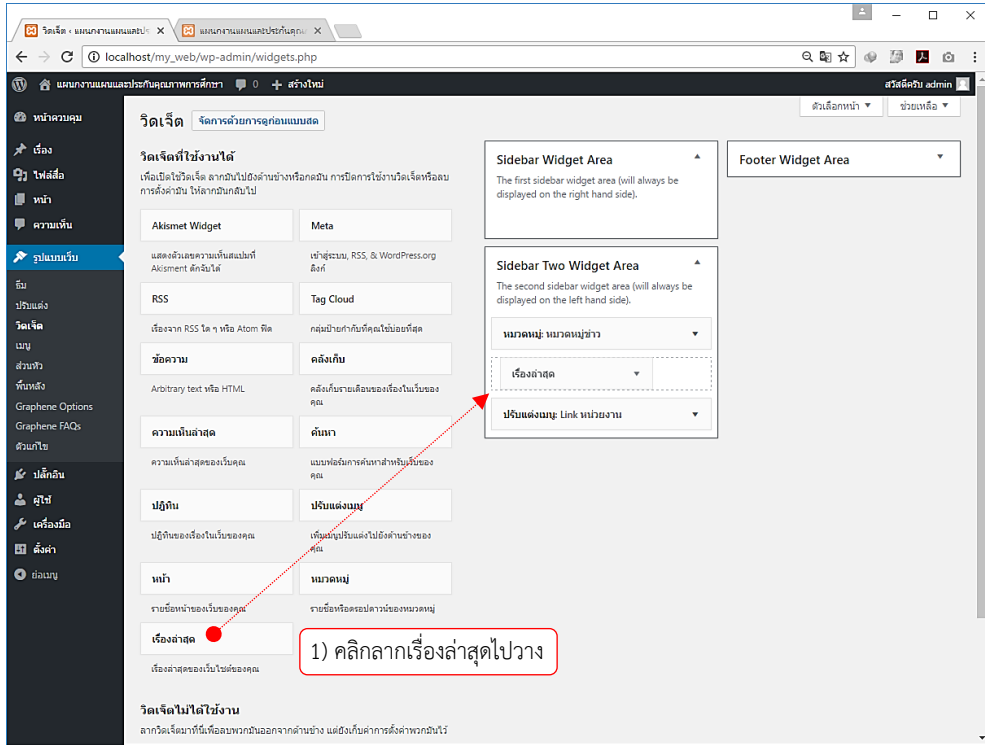 วิดเจ็ต ‹ แผนกงานแผนและประ
แผนกงานแผนและประกันคุณ
localhost/my_web/wp-admin/widgets.php
แผนกงานแผนและประกันคุณภาพการศึกษา 0 + สร้างใหม่
สวัสดีครับ admin
ตัวเลือกหน้า ▼
ช่วยเหลือ ▼
หน้าควบคุม
เรื่อง
ไฟล์สื่อ
หน้า
ความเห็น
รูปแบบเว็บ
ธีม
ปรับแต่ง
วิดเจ็ต
เมนู
ส่วนหัว
พื้นหลัง
Graphene Options
Graphene FAQs
ตัวแก้ไข
ปลั๊กอิน
ผู้ใช้
เครื่องมือ
ตั้งค่า
ย่อเมนู
วิดเจ็ต จัดการด้วยการดูก่อนแบบสด
วิดเจ็ตที่ใช้งานได้
เพื่อเปิดใช้วิดเจ็ต ลากมันไปยังด้านข้างหรือกดมัน การปิดการใช้งานวิดเจ็ตหรือลบ
การตั้งค่ามัน ให้ลากมันกลับไป
Akismet Widget
แสดงตัวเลขความเห็นสแปมที่
Akisment ดักจับได้
Meta
เข้าสู่ระบบ, RSS, & WordPress.org
ลิงก์
RSS
เรื่องจาก RSS ใด ๆ หรือ Atom ฟีด
Tag Cloud
กลุ่มป้ายกำกับที่คุณใช้บ่อยที่สุด
ข้อความ
Arbitrary text หรือ HTML
คลังเก็บ
คลังเก็บรายเดือนของเรื่องในเว็บของ
คุณ
ความเห็นล่าสุด
ความเห็นล่าสุดของเว็บคุณ
ค้นหา
แบบฟอร์มการค้นหาสำหรับเว็บของ
คุณ
ปฎิทิน
ปฎิทินของเรื่องในเว็บของคุณ
ปรับแต่งเมนู
เพิ่มเมนูปรับแต่งไปยังด้านข้างของ
คุณ
หน้า
รายชื่อหน้าของเว็บของคุณ
หมวดหมู่
รายชื่อหรือดรอปดาวน์ของหมวดหมู่
เรื่องล่าสุด
เรื่องล่าสุดของเว็บไซต์ของคุณ
วิดเจ็ตไม่ได้ใช้งาน
ลากวิดเจ็ตมาที่นี่เพื่อลบพวกมันออกจากด้านข้าง แต่ยังเก็บค่าการตั้งค่าพวกมันไว้
Sidebar Widget Area
The first sidebar widget area (will always be
displayed on the right hand side).
Sidebar Two Widget Area
The second sidebar widget area (will always be
displayed on the left hand side).
หมวดหมู่: หมวดหมู่ข่าว
เรื่องล่าสุด
ปรับแต่งเมนู: Link หน่วยงาน
Footer Widget Area
1) คลิกลากเรื่องล่าสุดไปวาง